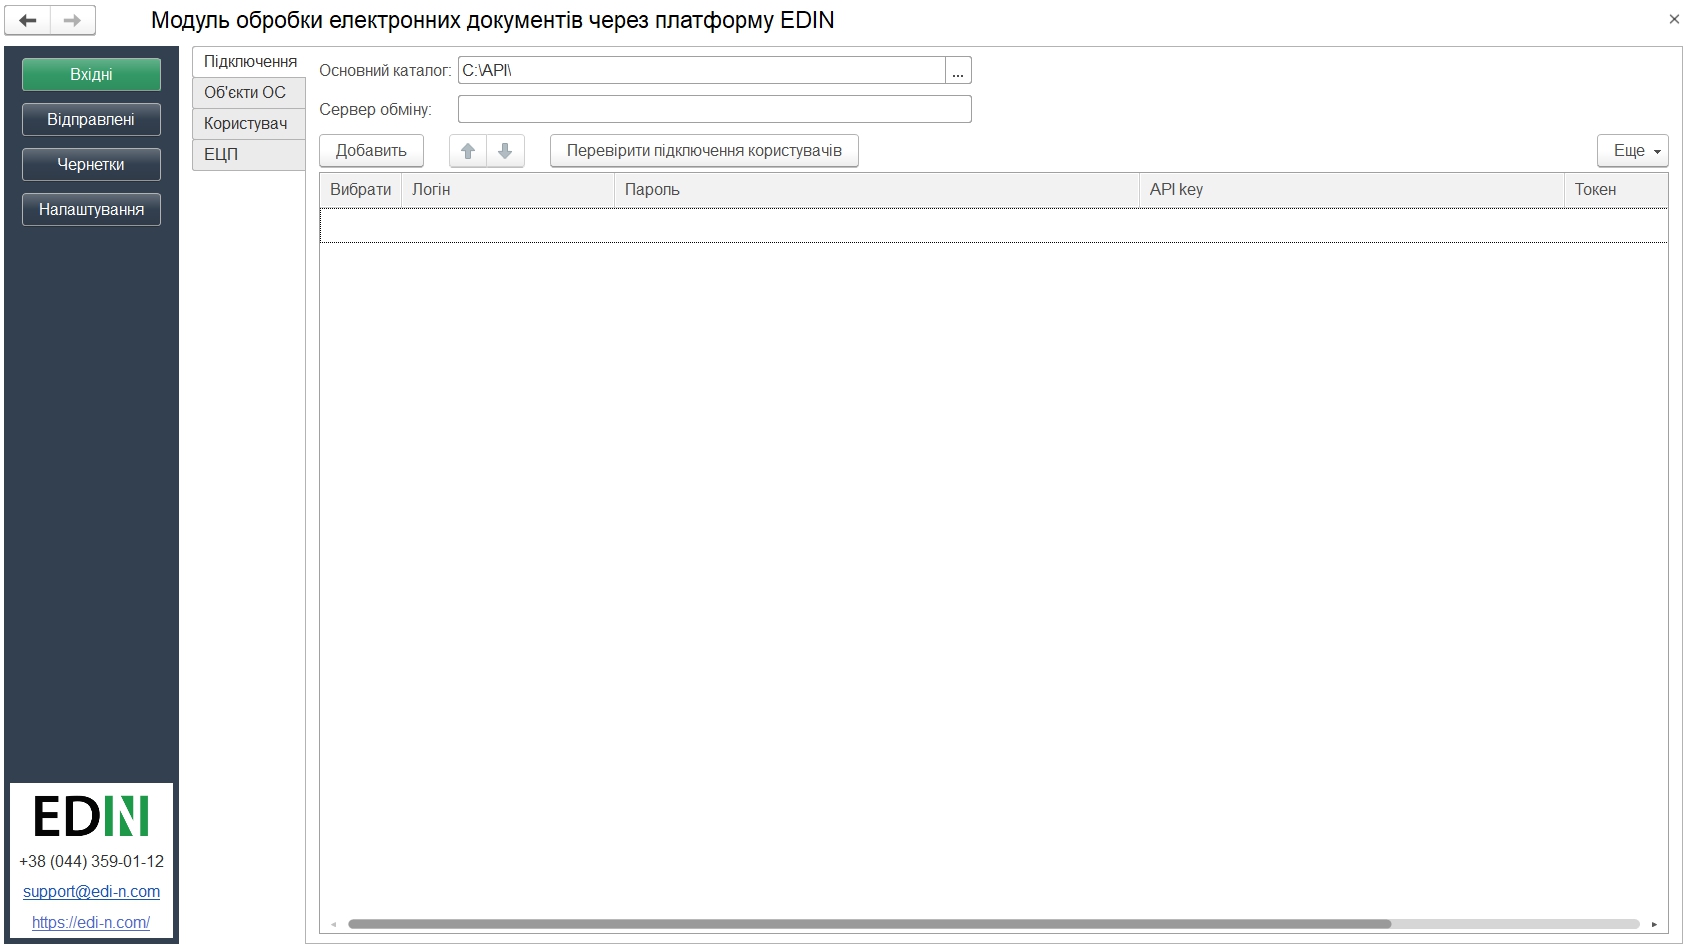 Модуль обробки електронних документів через платформу EDIN
Вхідні
Відправлені
Чернетки
Налаштування
Підключення
Об'єкти ОС
Користувач
ЕЦП
Основний каталог: C:\API\ ...
Сервер обміну:
Добавить Перевірити підключення користувачів Еще
Вибрати Логін Пароль API key Токен
EDIN
+38 (044) 359-01-12
support@edi-n.com
https://edi-n.com/